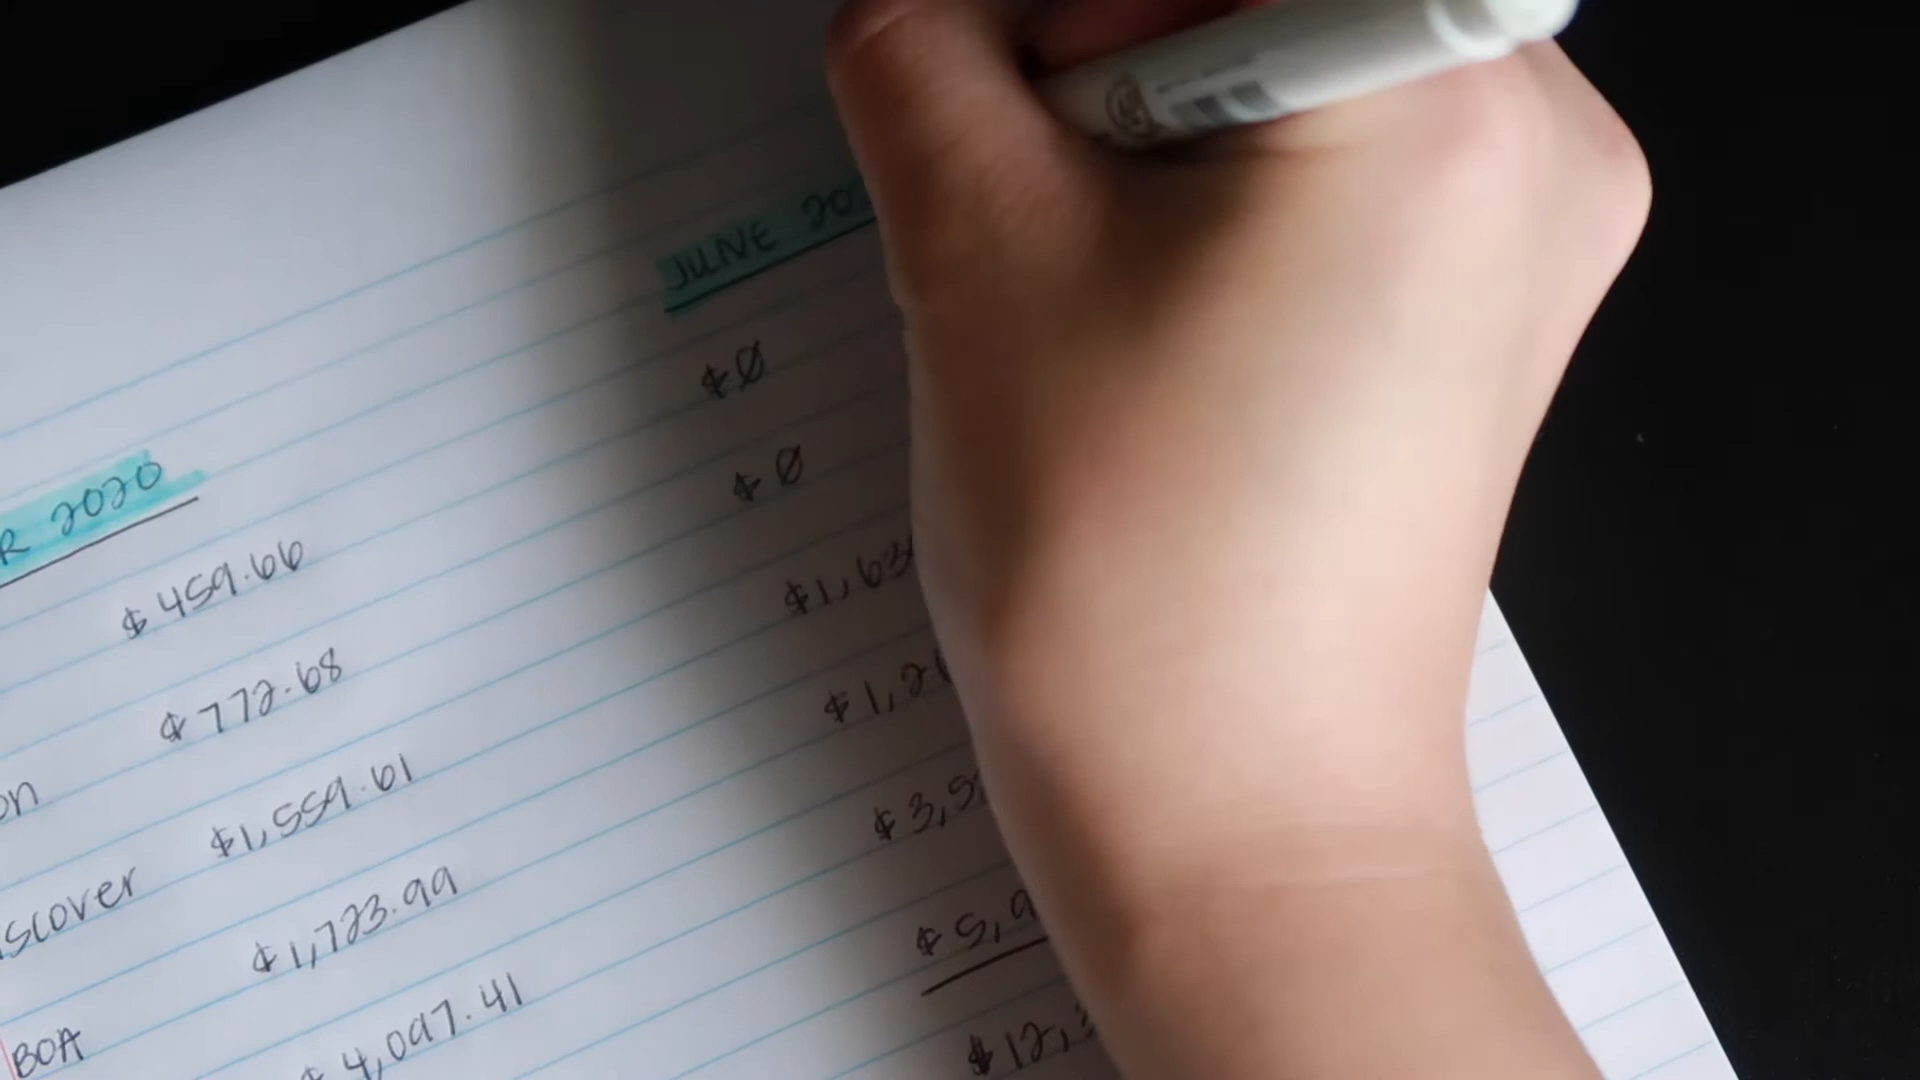 JUNE 20
R 2020
$459.66 $0
$772.68 $0
on $1,559.61 $1,63
scover $1,723.99 $1,2
BOA $4,097.41 $3,5
$5,9
$12,